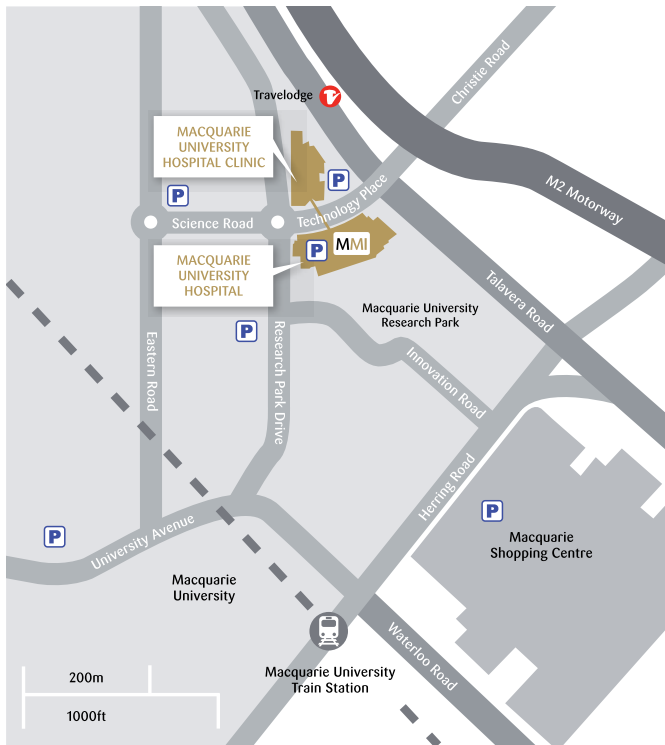 Christie Road
Travelodge
MACQUARIE
UNIVERSITY
HOSPITAL CLINIC
P
P
M2 Motorway
Technology Place
Science Road
MMI
P
MACQUARIE
UNIVERSITY
HOSPITAL
Talavera Road
Macquarie University
Research Park
P
Eastern Road
Research Park Drive
Innovation Road
Herring Road
P
P
University Avenue
Macquarie
Shopping Centre
Macquarie
University
Waterloo Road
Macquarie University
Train Station
200m
1000ft